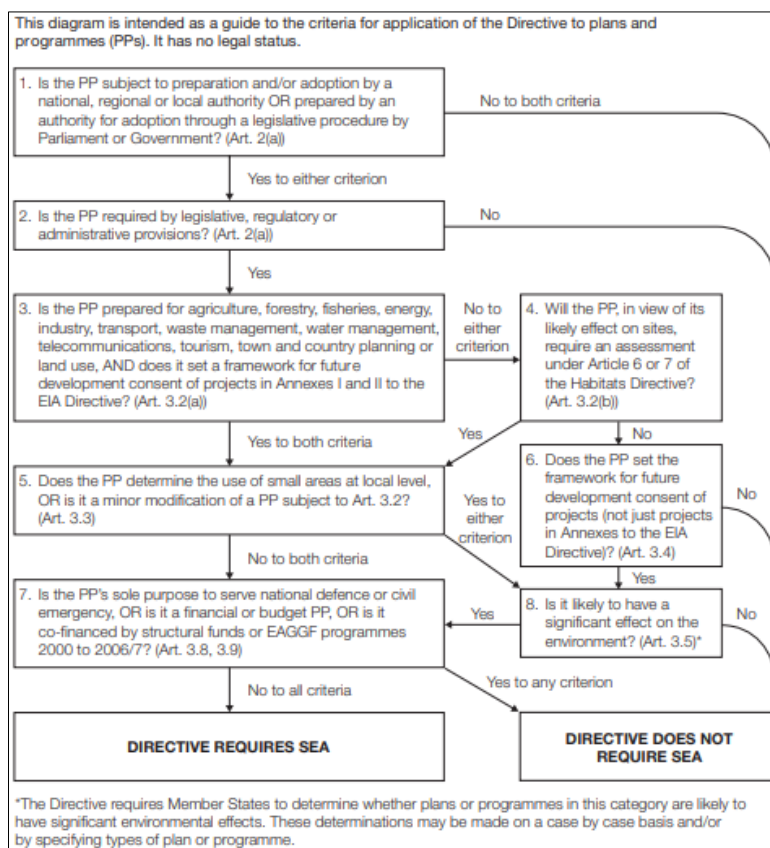 This diagram is intended as a guide to the criteria for application of the Directive to plans and
programmes (PPs). It has no legal status.
1. Is the PP subject to preparation and/or adoption by a
national, regional or local authority OR prepared by an
authority for adoption through a legislative procedure by
Parliament or Government? (Art. 2(a))
No to both criteria
Yes to either criterion
2. Is the PP required by legislative, regulatory or
administrative provisions? (Art. 2(a))
No
Yes
3. Is the PP prepared for agriculture, forestry, fisheries, energy,
industry, transport, waste management, water management,
telecommunications, tourism, town and country planning or
land use, AND does it set a framework for future
development consent of projects in Annexes I and II to the
EIA Directive? (Art. 3.2(a))
No to
either
criterion
4. Will the PP, in view of its
likely effect on sites,
require an assessment
under Article 6 or 7 of
the Habitats Directive?
(Art. 3.2(b))
Yes to both criteria
Yes
No
5. Does the PP determine the use of small areas at local level,
OR is it a minor modification of a PP subject to Art. 3.2?
(Art. 3.3)
Yes to
either
criterion
6. Does the PP set the
framework for future
development consent of
projects (not just projects
in Annexes to the EIA
Directive)? (Art. 3.4)
No
No to both criteria
Yes
7. Is the PP's sole purpose to serve national defence or civil
emergency, OR is it a financial or budget PP, OR is it
co-financed by structural funds or EAGGF programmes
2000 to 2006/7? (Art. 3.8, 3.9)
Yes
8. Is it likely to have a
significant effect on the
environment? (Art. 3.5)*
No
No to all criteria
Yes to any criterion
DIRECTIVE REQUIRES SEA
DIRECTIVE DOES NOT
REQUIRE SEA
*The Directive requires Member States to determine whether plans or programmes in this category are likely to
have significant environmental effects. These determinations may be made on a case by case basis and/or
by specifying types of plan or programme.